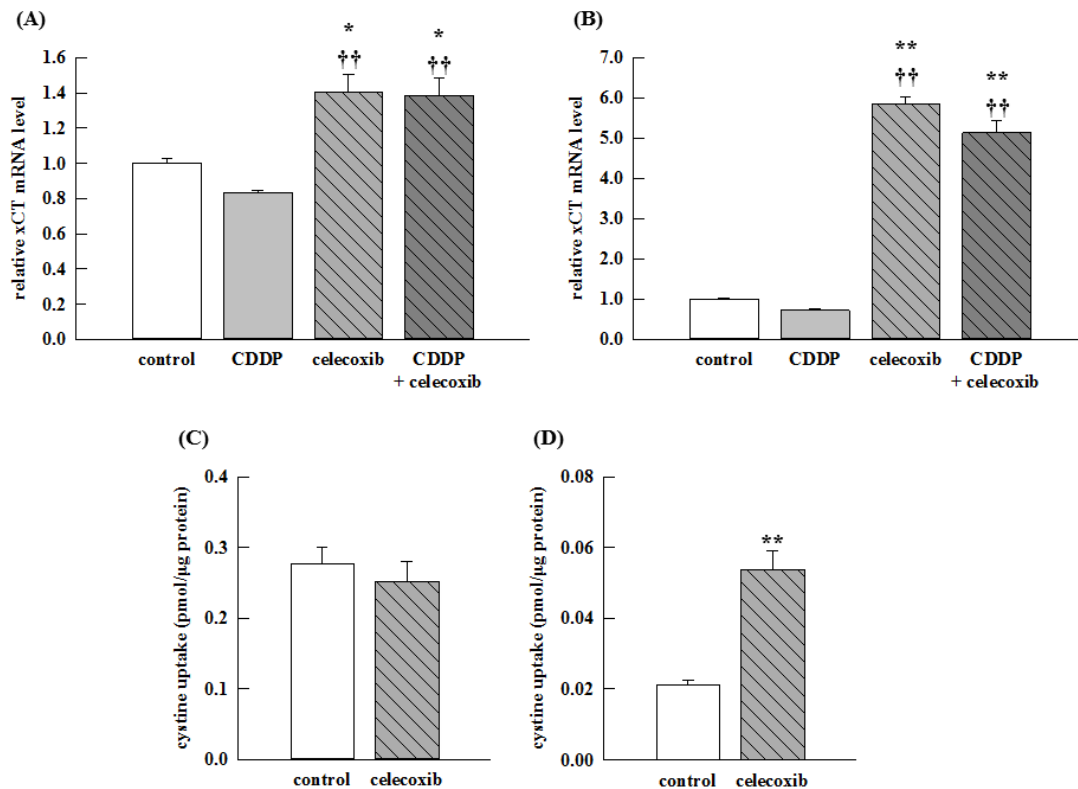 (A)
relative xCT mRNA level
1.6
1.4
1.2
1.0
0.8
0.6
0.4
0.2
0.0
*
††
*
††
control
CDDP
celecoxib
CDDP
+ celecoxib
(B)
relative xCT mRNA level
7.0
6.0
5.0
4.0
3.0
2.0
1.0
0.0
**
††
**
††
control
CDDP
celecoxib
CDDP
+ celecoxib
(C)
cystine uptake (pmol/µg protein)
0.4
0.3
0.2
0.1
0.0
control
celecoxib
(D)
cystine uptake (pmol/µg protein)
0.08
0.06
0.04
0.02
0.00
**
control
celecoxib